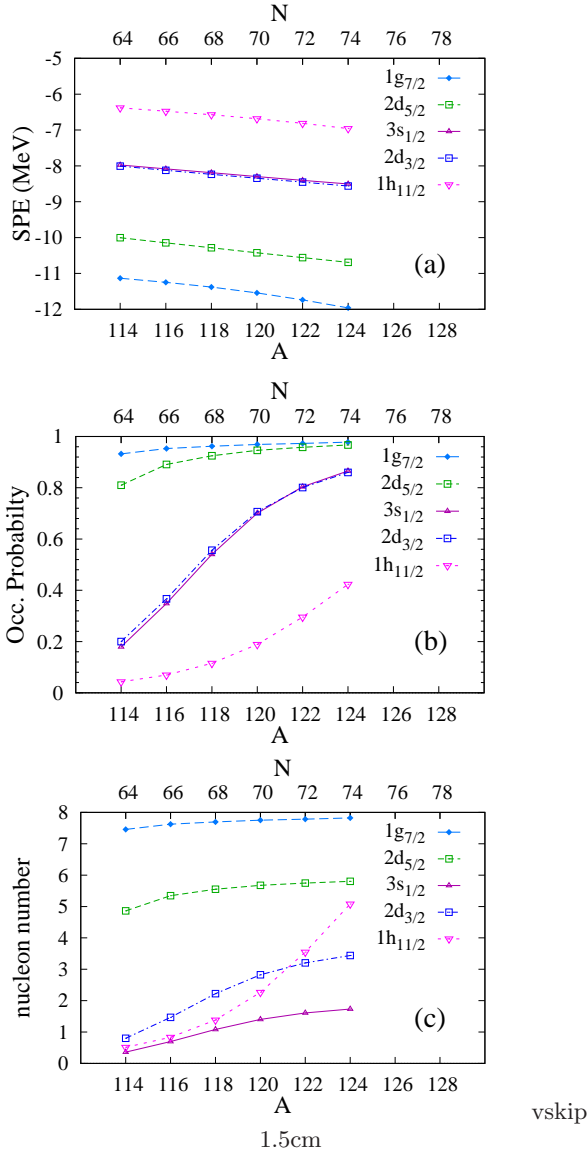 N
64 66 68 70 72 74 76 78
-5
-6
-7
-8
-9
-10
-11
-12
SPE (MeV)
1g7/2
2d5/2
3s1/2
2d3/2
1h11/2
(a)
114 116 118 120 122 124 126 128
A
N
64 66 68 70 72 74 76 78
1
0.8
0.6
0.4
0.2
0
Occ. Probabilty
1g7/2
2d5/2
3s1/2
2d3/2
1h11/2
(b)
114 116 118 120 122 124 126 128
A
N
64 66 68 70 72 74 76 78
8
7
6
5
4
3
2
1
0
nucleon number
1g7/2
2d5/2
3s1/2
2d3/2
1h11/2
(c)
114 116 118 120 122 124 126 128
A
vskip
1.5cm